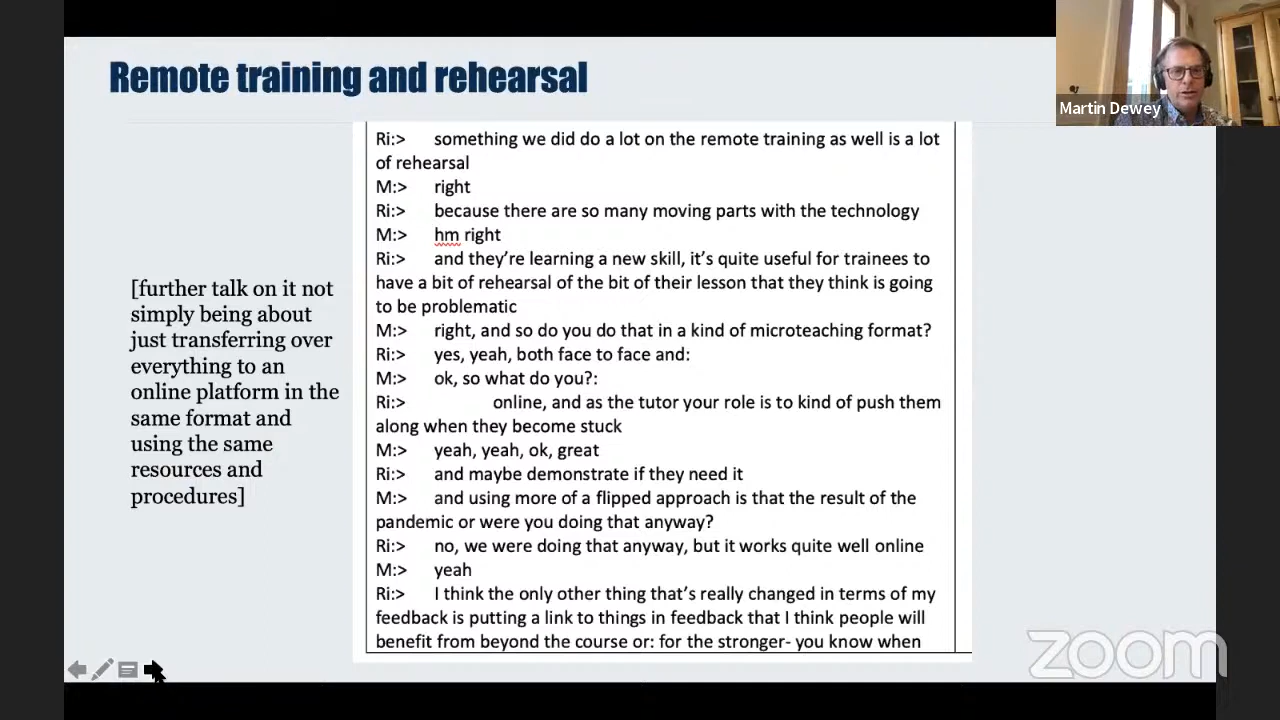 Remote training and rehearsal
Martin Dewey
[further talk on it not
simply being about
just transferring over
everything to an
online platform in the
same format and
using the same
resources and
procedures]
Ri:> something we did do a lot on the remote training as well is a lot
of rehearsal
M:> right
Ri:> because there are so many moving parts with the technology
M:> hm right
Ri:> and they’re learning a new skill, it’s quite useful for trainees to
have a bit of rehearsal of the bit of their lesson that they think is going
to be problematic
M:> right, and so do you do that in a kind of microteaching format?
Ri:> yes, yeah, both face to face and:
M:> ok, so what do you?:
Ri:> online, and as the tutor your role is to kind of push them
along when they become stuck
M:> yeah, yeah, ok, great
Ri:> and maybe demonstrate if they need it
M:> and using more of a flipped approach is that the result of the
pandemic or were you doing that anyway?
Ri:> no, we were doing that anyway, but it works quite well online
M:> yeah
Ri:> I think the only other thing that’s really changed in terms of my
feedback is putting a link to things in feedback that I think people will
benefit from beyond the course or: for the stronger- you know when
zoom